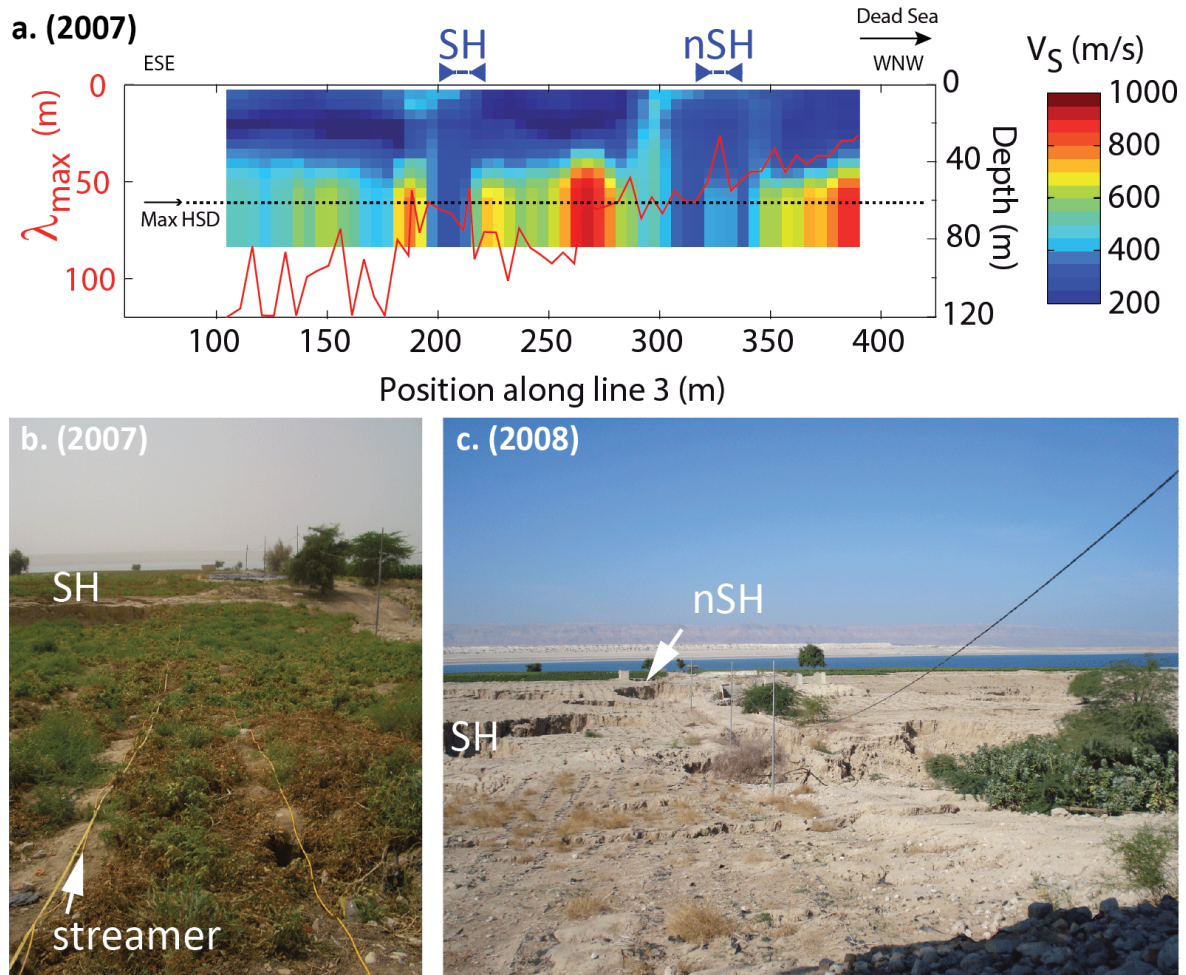 a. (2007)
SH
nSH
Dead Sea
ESE
WNW
V_S (m/s)
λmax (m)
0
50
100
Max HSD
0
40
80
120
Depth (m)
1000
800
600
400
200
100 150 200 250 300 350 400
Position along line 3 (m)
b. (2007)
SH
streamer
c. (2008)
nSH
SH